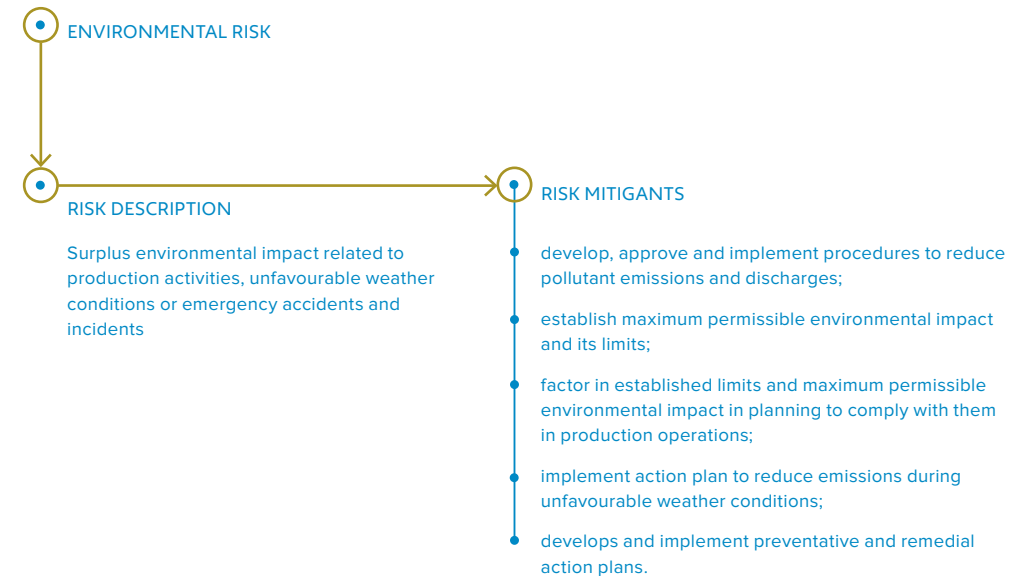 ENVIRONMENTAL RISK
RISK DESCRIPTION
Surplus environmental impact related to
production activities, unfavourable weather
conditions or emergency accidents and
incidents
RISK MITIGANTS
develop, approve and implement procedures to reduce
pollutant emissions and discharges;
establish maximum permissible environmental impact
and its limits;
factor in established limits and maximum permissible
environmental impact in planning to comply with them
in production operations;
implement action plan to reduce emissions during
unfavourable weather conditions;
develops and implement preventative and remedial
action plans.